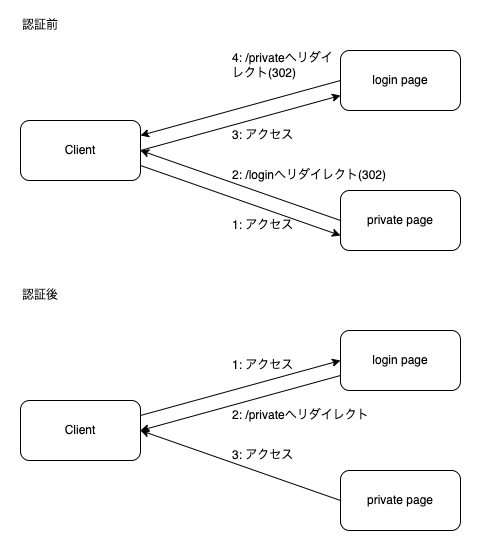 認証前
4: /privateへリダイ
レクト(302)
login page
3: アクセス
Client
2: /loginへリダイレクト(302)
private page
1: アクセス
認証後
1: アクセス
login page
2: /privateへリダイレクト
Client
3: アクセス
private page